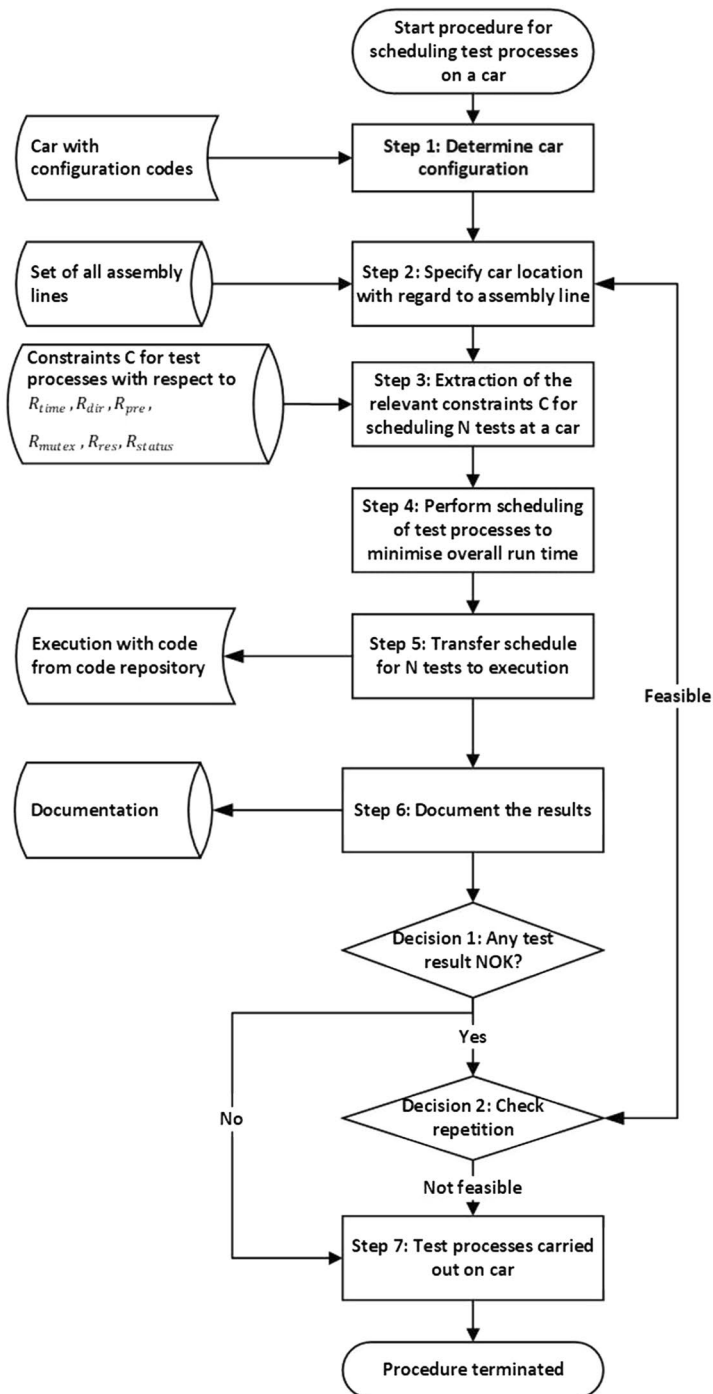 Start procedure for
scheduling test processes
on a car
Car with
configuration codes
Step 1: Determine car
configuration
Set of all assembly
lines
Step 2: Specify car location
with regard to assembly line
Constraints C for test
processes with respect to
R_time , R_dir , R_pre ,
R_mutex , R_res , R_status
Step 3: Extraction of the
relevant constraints C for
scheduling N tests at a car
Step 4: Perform scheduling
of test processes to
minimise overall run time
Execution with code
from code repository
Step 5: Transfer schedule
for N tests to execution
Feasible
Documentation
Step 6: Document the results
Decision 1: Any test
result NOK?
Yes
No
Decision 2: Check
repetition
Not feasible
Step 7: Test processes carried
out on car
Procedure terminated